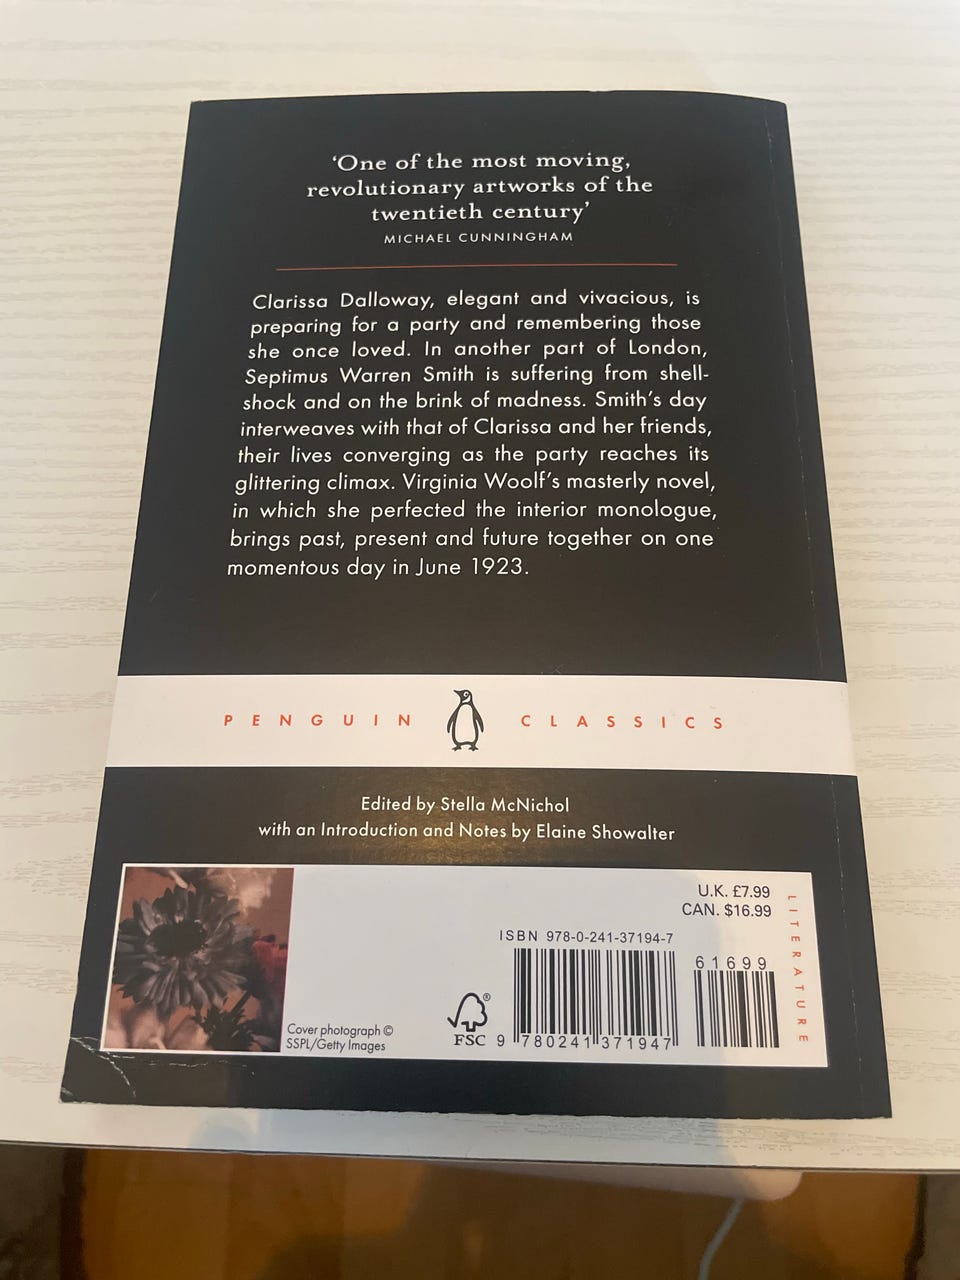 ‘One of the most moving,
revolutionary artworks of the
twentieth century’
MICHAEL CUNNINGHAM
Clarissa Dalloway, elegant and vivacious, is
preparing for a party and remembering those
she once loved. In another part of London,
Septimus Warren Smith is suffering from shell-
shock and on the brink of madness. Smith’s day
interweaves with that of Clarissa and her friends,
their lives converging as the party reaches its
glittering climax. Virginia Woolf’s masterly novel,
in which she perfected the interior monologue,
brings past, present and future together on one
momentous day in June 1923.
PENGUIN CLASSICS
Edited by Stella McNichol
with an Introduction and Notes by Elaine Showalter
U.K. £7.99
CAN. $16.99
ISBN 978-0-241-37194-7
61699
9 780241 371947
FSC
®
Cover photograph ©
SSPL/Getty Images
LITERATURE